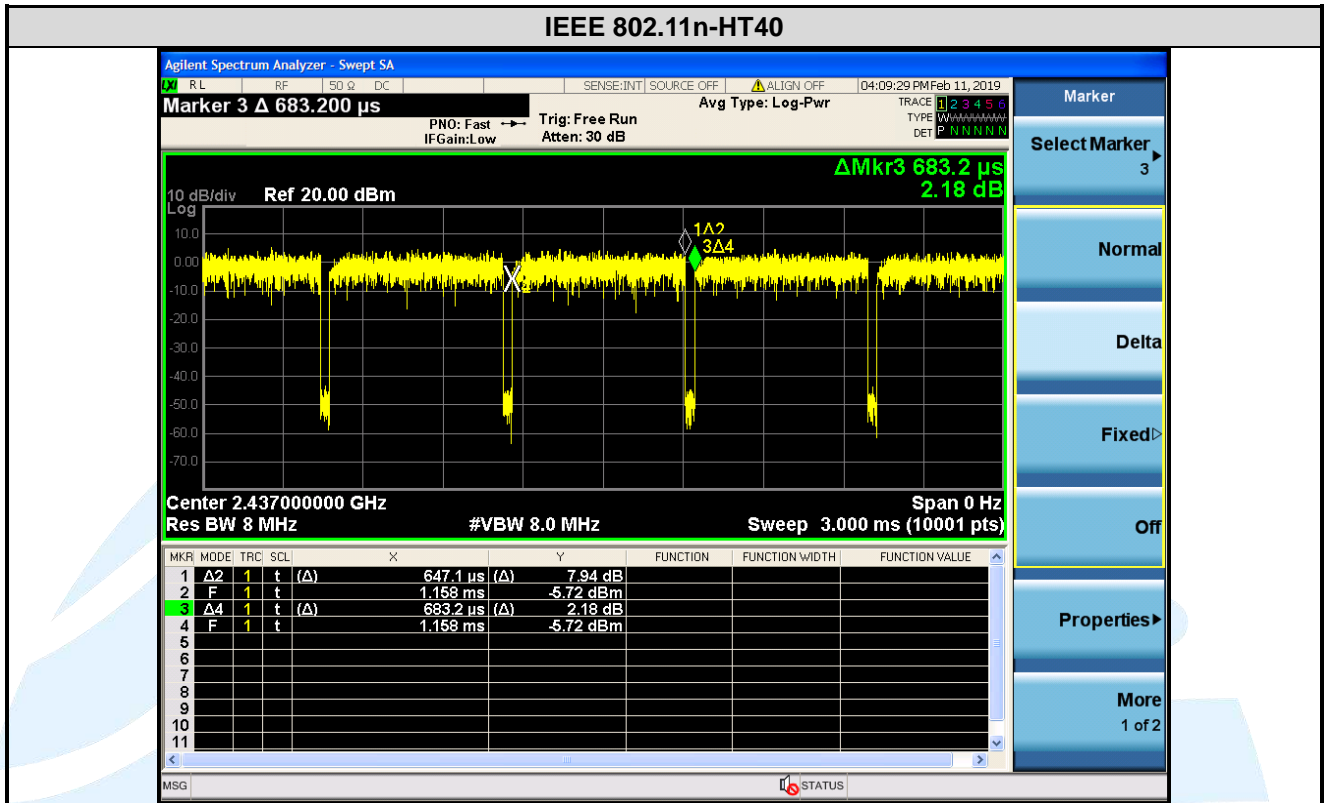 IEEE 802.11n-HT40
Agilent Spectrum Analyzer - Swept SA
LXI RL RF 50 Ω DC SENSE:INT SOURCE OFF ⚠ ALIGN OFF 04:09:29 PM Feb 11, 2019
Marker 3 Δ 683.200 µs
PNO: Fast
IFGain:Low
Trig: Free Run
Atten: 30 dB
Avg Type: Log-Pwr
TRACE 1 2 3 4 5 6
TYPE W
DET P N N N N N
ΔMkr3 683.2 µs
2.18 dB
10 dB/div Ref 20.00 dBm
Log
10.0
0.00
-10.0
-20.0
-30.0
-40.0
-50.0
-60.0
-70.0
1Δ2
3Δ4
Center 2.437000000 GHz Span 0 Hz
Res BW 8 MHz #VBW 8.0 MHz Sweep 3.000 ms (10001 pts)
MKR MODE TRC SCL X Y FUNCTION FUNCTION WIDTH FUNCTION VALUE
1 Δ2 1 t (Δ) 647.1 µs (Δ) 7.94 dB
2 F 1 t 1.158 ms -5.72 dBm
3 Δ4 1 t (Δ) 683.2 µs (Δ) 2.18 dB
4 F 1 t 1.158 ms -5.72 dBm
5
6
7
8
9
10
11
MSG STATUS
Marker
Select Marker
3
Normal
Delta
Fixed
Off
Properties
More
1 of 2